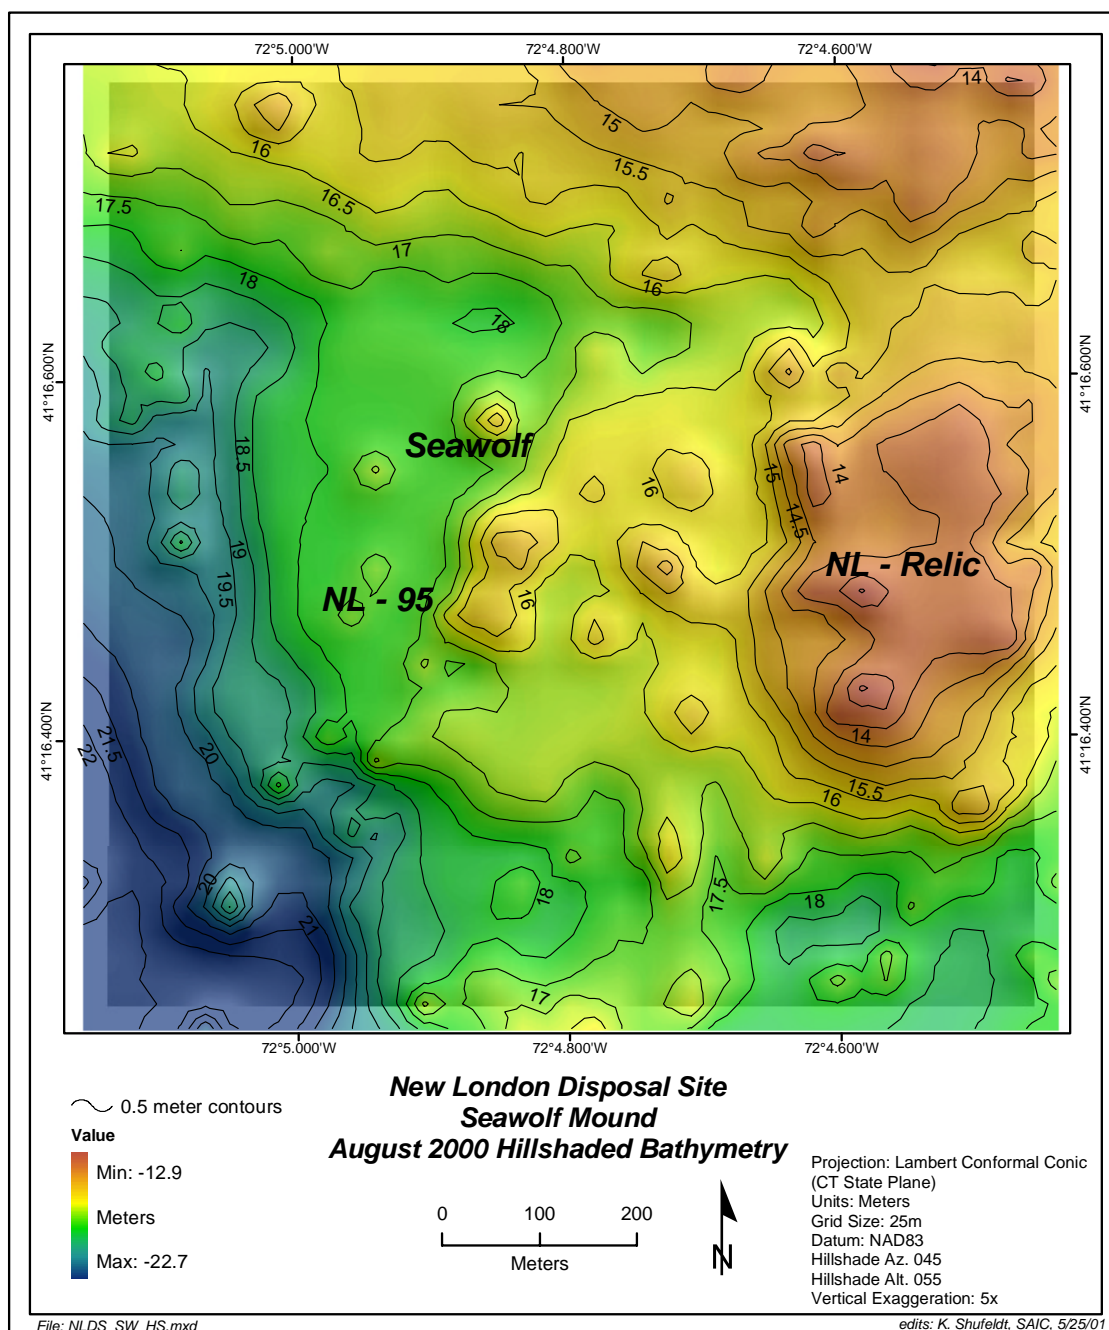 72°5.000'W 72°4.800'W 72°4.600'W
14
15
16
15.5
17.5
16.5
17
18
16
18
41°16.600'N
41°16.600'N
Seawolf
18.5
16
15
14
14.5
19
NL - Relic
19.5
NL - 95
16
41°16.400'N
41°16.400'N
21.5
22
20
14
15.5
16
20
18
17.5
18
21
17
72°5.000'W 72°4.800'W 72°4.600'W
New London Disposal Site
Seawolf Mound
August 2000 Hillshaded Bathymetry
0.5 meter contours
Value
Min: -12.9
Meters
Max: -22.7
0 100 200
Meters
N
Projection: Lambert Conformal Conic
(CT State Plane)
Units: Meters
Grid Size: 25m
Datum: NAD83
Hillshade Az. 045
Hillshade Alt. 055
Vertical Exaggeration: 5x
File: NLDS_SW_HS.mxd
edits: K. Shufeldt, SAIC, 5/25/01